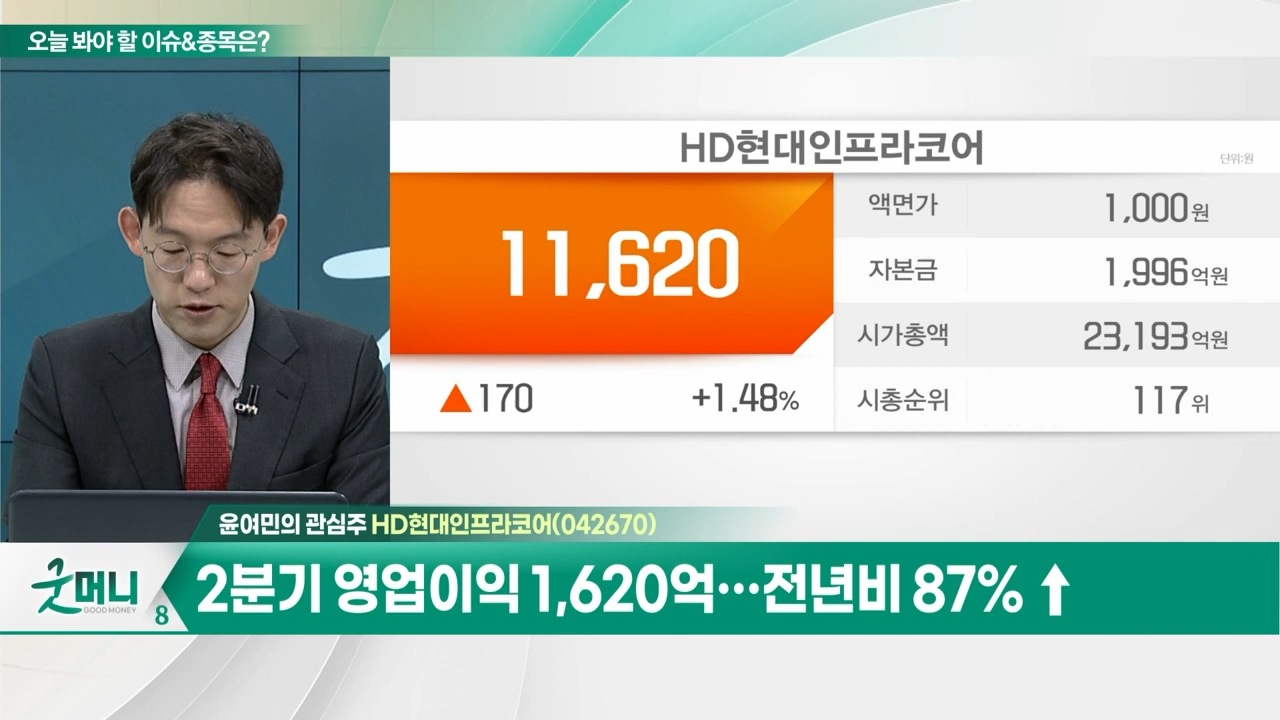 오늘 봐야 할 이슈&종목은?
HD현대인프라코어
단위:원
11,620
▲170 +1.48%
액면가 1,000원
자본금 1,996억원
시가총액 23,193억원
시총순위 117위
윤여민의 관심주 HD현대인프라코어(042670)
굿머니
GOOD MONEY
8
2분기 영업이익 1,620억…전년비 87% ↑